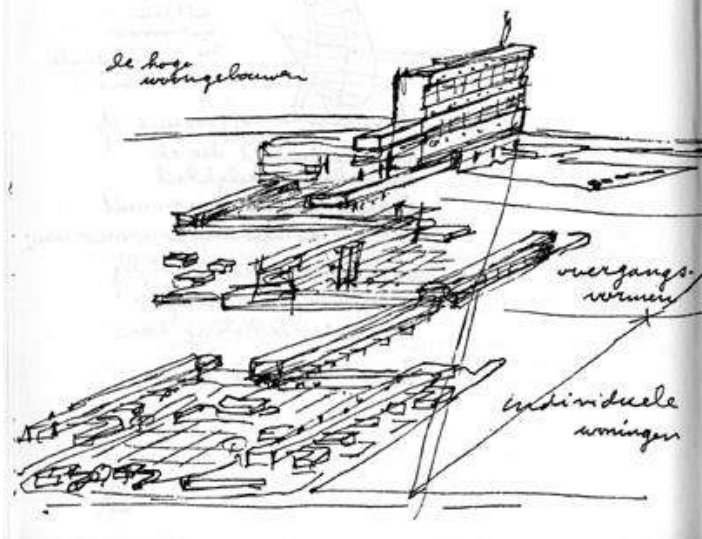 de hoge
woongebouwen
overgangs-
vormen
individuele
woningen